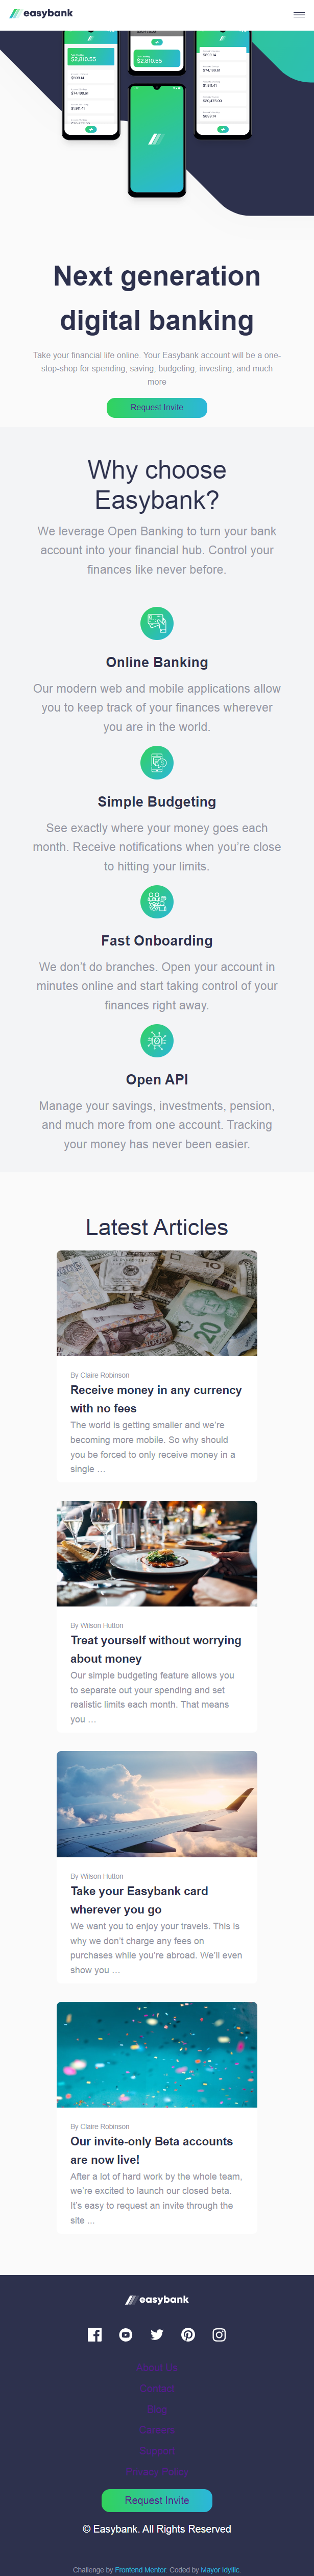 easybank
$2,810.55
$2,810.55
Next generation
digital banking
Take your financial life online. Your Easybank account will be a one-
stop-shop for spending, saving, budgeting, investing, and much
more
Request Invite
Why choose
Easybank?
We leverage Open Banking to turn your bank
account into your financial hub. Control your
finances like never before.
Online Banking
Our modern web and mobile applications allow
you to keep track of your finances wherever
you are in the world.
Simple Budgeting
See exactly where your money goes each
month. Receive notifications when you’re close
to hitting your limits.
Fast Onboarding
We don’t do branches. Open your account in
minutes online and start taking control of your
finances right away.
Open API
Manage your savings, investments, pension,
and much more from one account. Tracking
your money has never been easier.
Latest Articles
By Claire Robinson
Receive money in any currency
with no fees
The world is getting smaller and we’re
becoming more mobile. So why should
you be forced to only receive money in a
single …
By Wilson Hutton
Treat yourself without worrying
about money
Our simple budgeting feature allows you
to separate out your spending and set
realistic limits each month. That means
you …
By Wilson Hutton
Take your Easybank card
wherever you go
We want you to enjoy your travels. This is
why we don’t charge any fees on
purchases while you’re abroad. We’ll even
show you …
By Claire Robinson
Our invite-only Beta accounts
are now live!
After a lot of hard work by the whole team,
we’re excited to launch our closed beta.
It’s easy to request an invite through the
site ...
easybank
About Us
Contact
Blog
Careers
Support
Privacy Policy
Request Invite
© Easybank. All Rights Reserved
Challenge by Frontend Mentor. Coded by Mayor Idyllic.